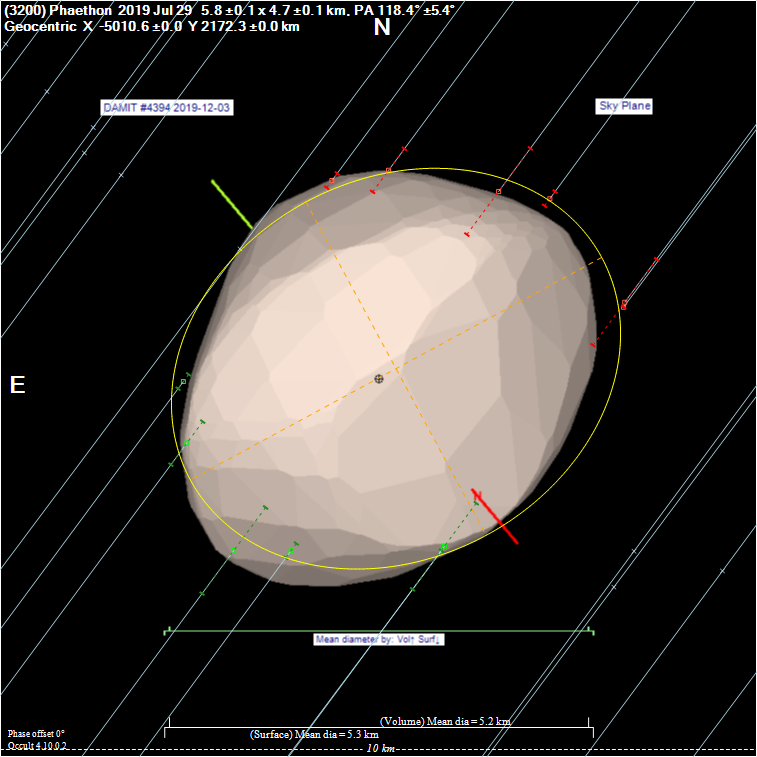 (3200) Phaethon 2019 Jul 29 5.8 ±0.1 x 4.7 ±0.1 km, PA 118.4° ±5.4°
Geocentric X -5010.6 ±0.0 Y 2172.3 ±0.0 km
N
DAMIT #4394 2019-12-03
Sky Plane
E
N
Mean diameter by: Vol↑ Surf↓
(Volume) Mean dia = 5.2 km
(Surface) Mean dia = 5.3 km
Phase offset 0°
Occult 4.10.0.2
10 km